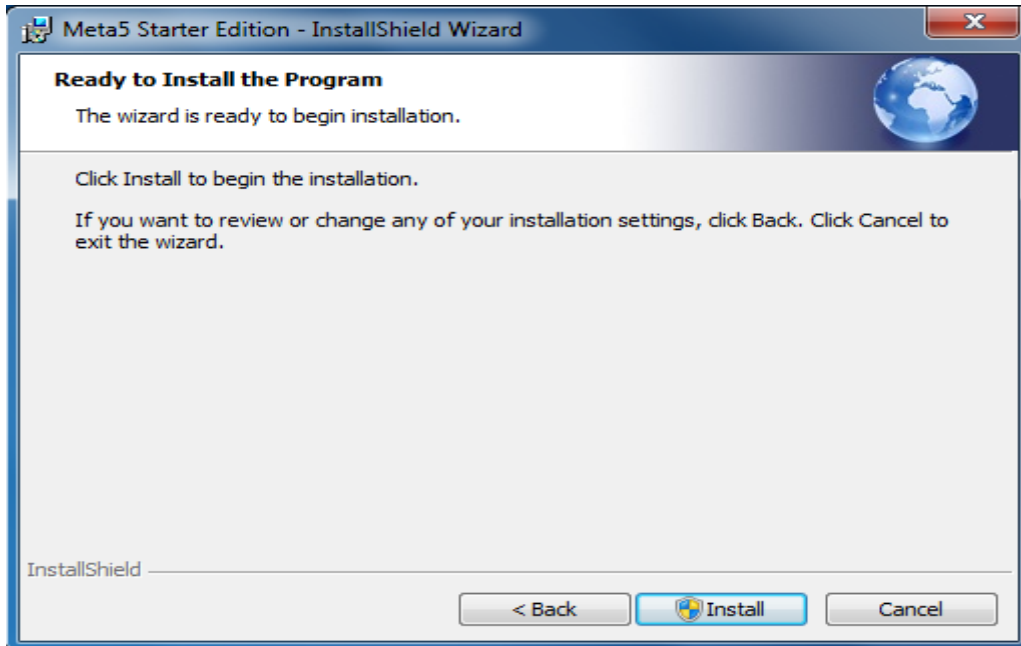 Meta5 Starter Edition - InstallShield Wizard
Ready to Install the Program
The wizard is ready to begin installation.
Click Install to begin the installation.
If you want to review or change any of your installation settings, click Back. Click Cancel to
exit the wizard.
InstallShield
< Back
Install
Cancel